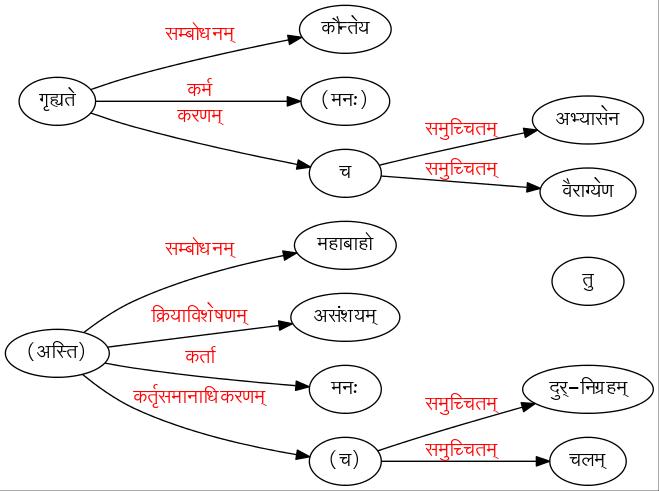 सम्बोधनम्
कौन्तेय
गृह्यते
कर्म
(मनः)
करणम्
समुच्चितम्
अभ्यासेन
च
समुच्चितम्
वैराग्येण
सम्बोधनम्
महाबाहो
तु
क्रियाविशेषणम्
असंशयम्
(अस्ति)
कर्ता
मनः
कर्तृसमानाधिकरणम्
समुच्चितम्
दुर्-निग्रहम्
(च)
समुच्चितम्
चलम्